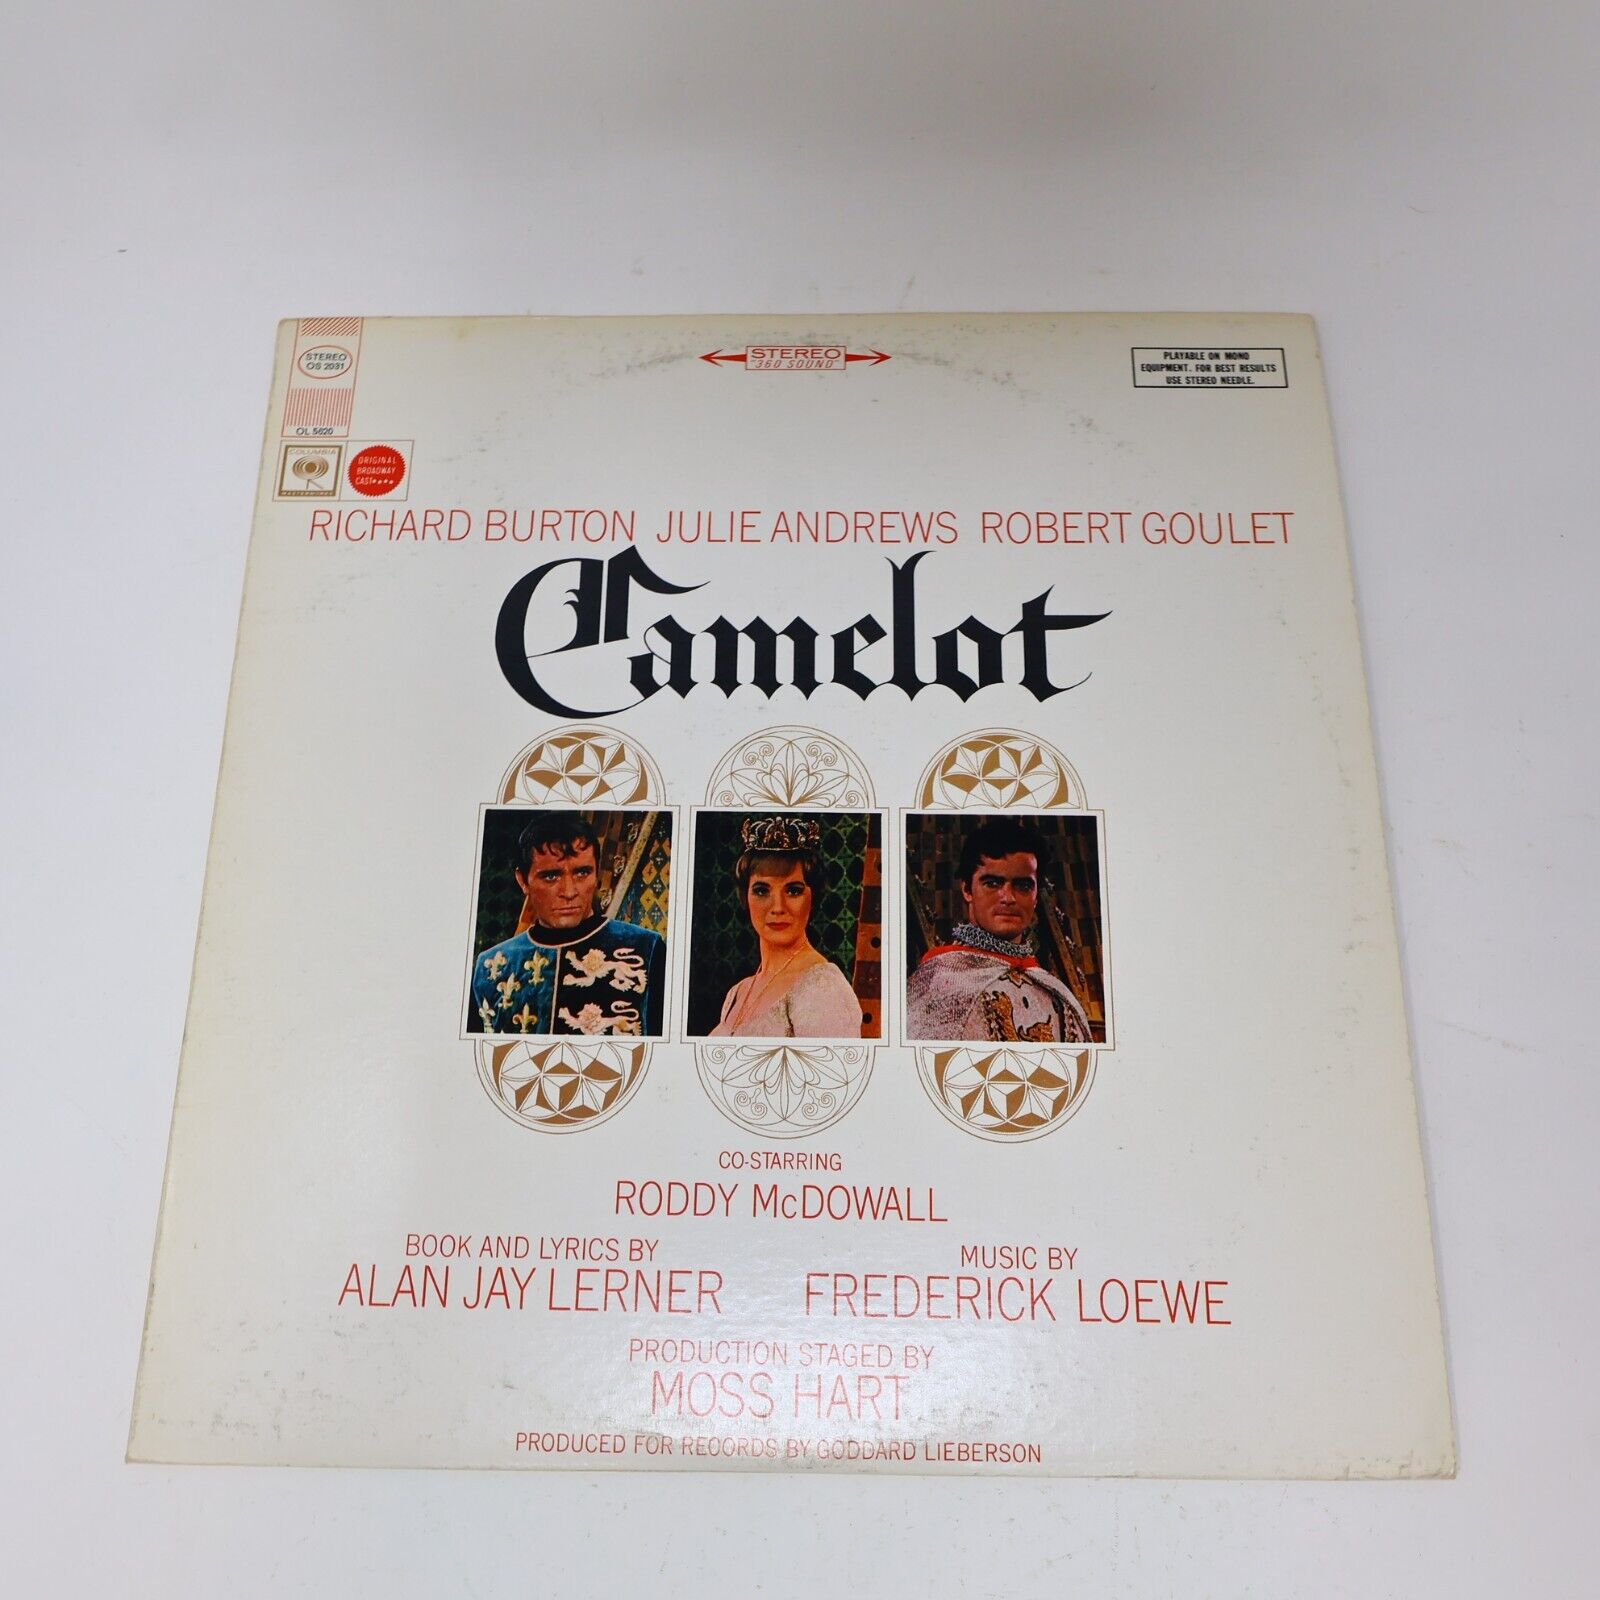 STEREO
OS 2031
OL 5620
COLUMBIA
MASTERWORKS
ORIGINAL
BROADWAY
CAST
STEREO
"360 SOUND"
PLAYABLE ON MONO
EQUIPMENT. FOR BEST RESULTS
USE STEREO NEEDLE.
RICHARD BURTON JULIE ANDREWS ROBERT GOULET
Camelot
CO-STARRING
RODDY McDOWALL
BOOK AND LYRICS BY
ALAN JAY LERNER
MUSIC BY
FREDERICK LOEWE
PRODUCTION STAGED BY
MOSS HART
PRODUCED FOR RECORDS BY GODDARD LIEBERSON